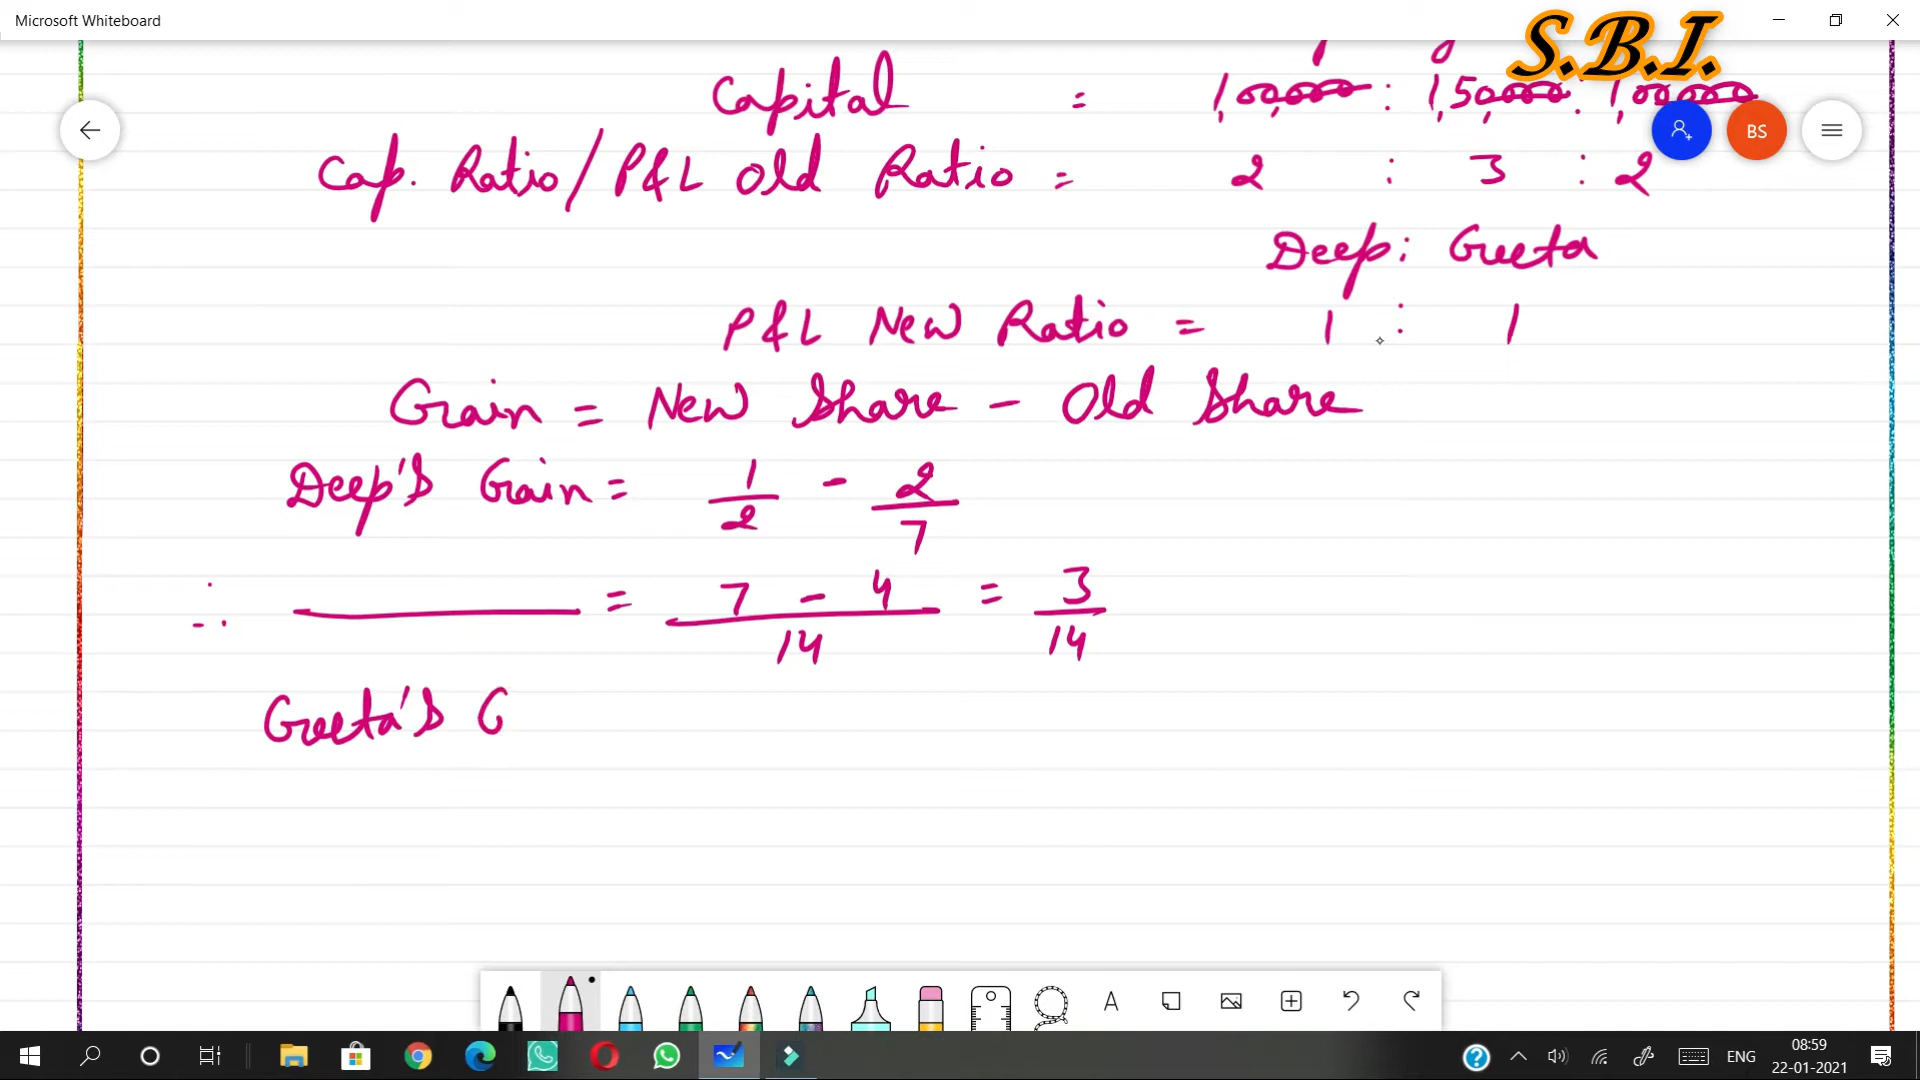 Microsoft Whiteboard
S.B.I.
Capital = 1,00,000 : 1,50,000 : 1,00,000
BS
Cap. Ratio/P&L Old Ratio = 2 : 3 : 2
Deep : Geeta
P&L New Ratio = 1 : 1
Gain = New Share - Old Share
Deep's Gain = 1/2 - 2/7
∴ = 7 - 4/14 = 3/14
Geeta's G
A
ENG
08:59
22-01-2021